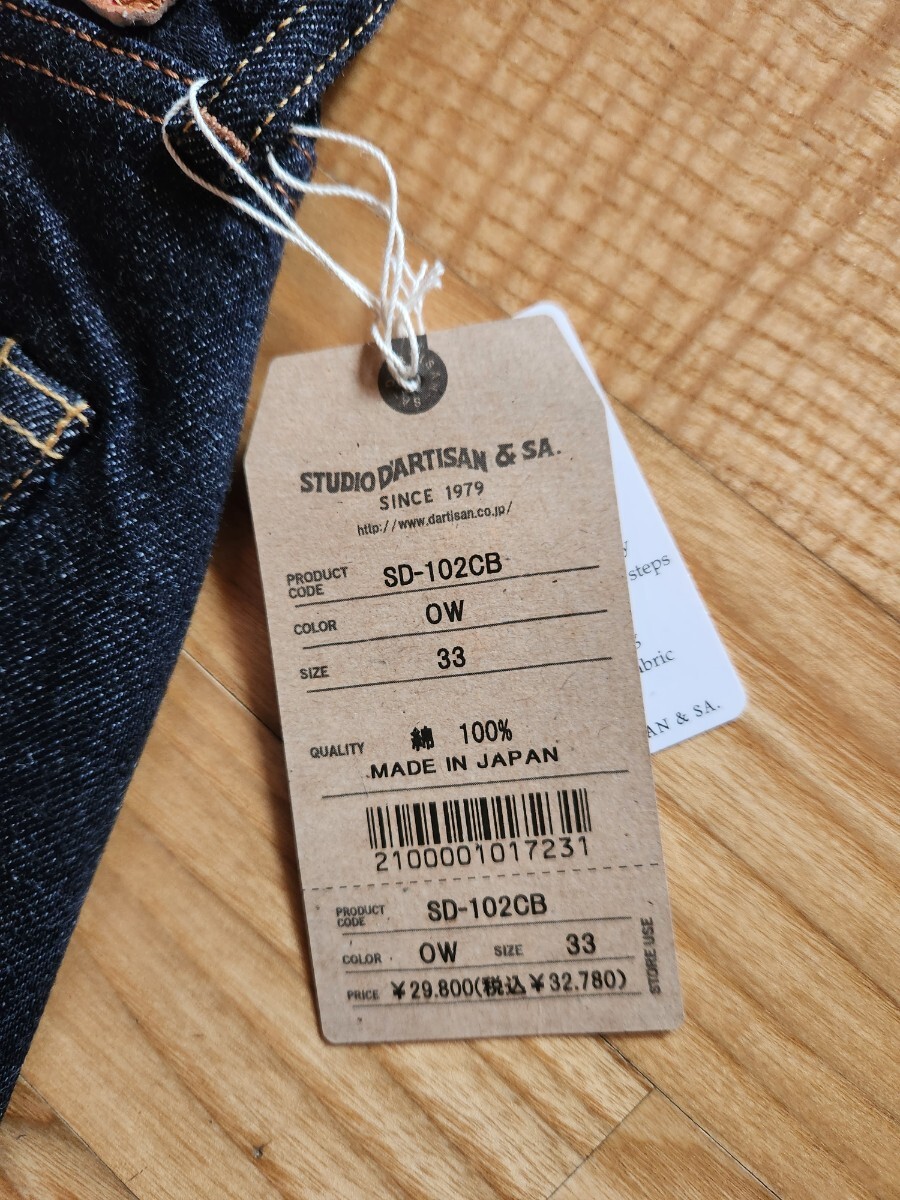 STUDIO D'ARTISAN & SA.
SINCE 1979
http://www.dartisan.co.jp/
PRODUCT CODE SD-102CB
COLOR OW
SIZE 33
QUALITY 綿 100%
MADE IN JAPAN
2100001017231
PRODUCT CODE SD-102CB
COLOR OW SIZE 33
PRICE ¥29.800(税込¥32.780)
STORE USE
steps
& SA.